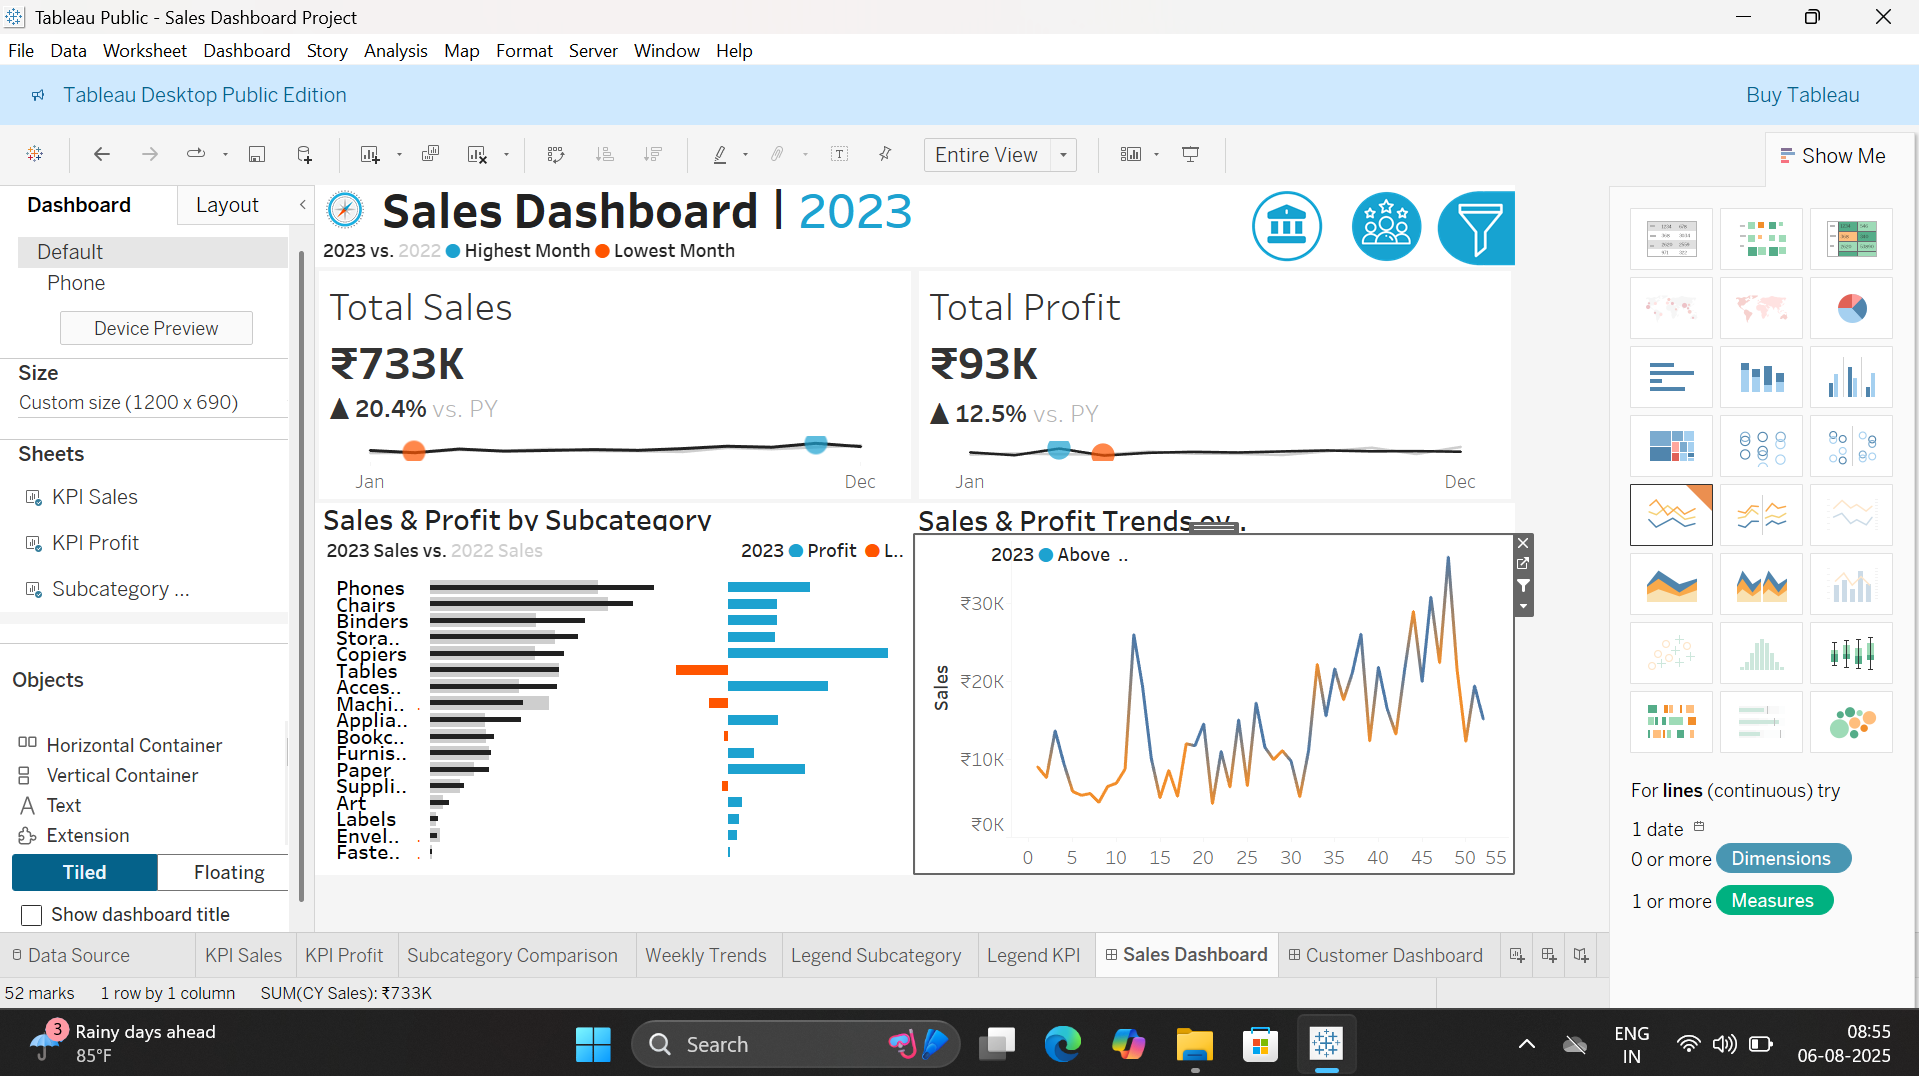 Tableau Public - Sales Dashboard Project
File Data Worksheet Dashboard Story Analysis Map Format Server Window Help
Tableau Desktop Public Edition
Buy Tableau
Entire View
Show Me
Dashboard
Layout
Default
Phone
Device Preview
Size
Custom size (1200 x 690)
Sheets
KPI Sales
KPI Profit
Subcategory ...
Objects
Horizontal Container
Vertical Container
Text
Extension
Tiled
Floating
Show dashboard title
Sales Dashboard | 2023
2023 vs. 2022 Highest Month Lowest Month
Total Sales
₹733K
▲ 20.4% vs. PY
Jan
Dec
Total Profit
₹93K
▲ 12.5% vs. PY
Jan
Dec
Sales & Profit by Subcategory
2023 Sales vs. 2022 Sales
2023 Profit L..
Phones
Chairs
Binders
Stora..
Copiers
Tables
Acces..
Machi..
Applia..
Bookc..
Furnis..
Paper
Suppli..
Art
Labels
Envel..
Faste..
Sales & Profit Trends
2023 Above ..
Sales
₹30K
₹20K
₹10K
₹0K
0 5 10 15 20 25 30 35 40 45 50 55
For lines (continuous) try
1 date
0 or more Dimensions
1 or more Measures
Data Source
KPI Sales
KPI Profit
Subcategory Comparison
Weekly Trends
Legend Subcategory
Legend KPI
Sales Dashboard
Customer Dashboard
52 marks 1 row by 1 column SUM(CY Sales): ₹733K
3
Rainy days ahead
85°F
Search
ENG
IN
08:55
06-08-2025